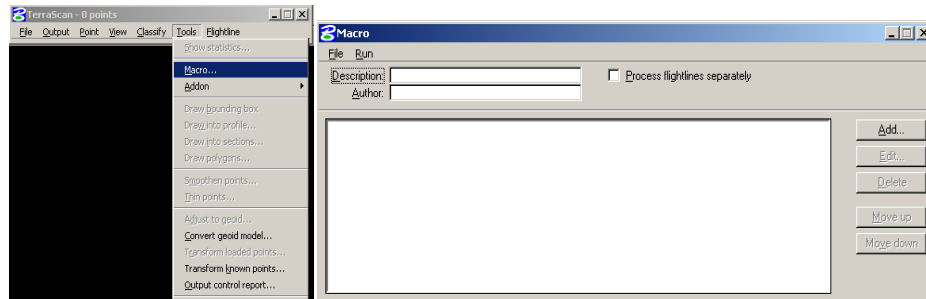 TerraScan - 0 points
File Output Point View Classify Tools Flightline
Show statistics...
Macro...
Addon
Draw bounding box
Draw into profile...
Draw into sections...
Draw polygons...
Smoothen points...
Thin points...
Adjust to geoid...
Convert geoid model...
Transform loaded points...
Transform known points...
Output control report...
Macro
File Run
Description:
Process flightlines separately
Author:
Add...
Edit...
Delete
Move up
Move down